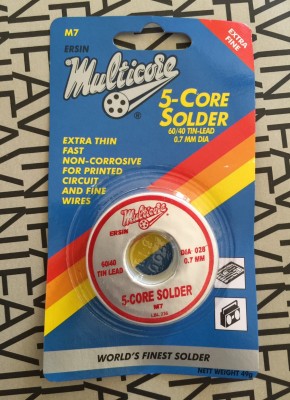 M7
ERSIN
Multicore
EXTRA
FINE
5-CORE
SOLDER
60/40 TIN-LEAD
0.7 MM DIA
EXTRA THIN
FAST
NON-CORROSIVE
FOR PRINTED
CIRCUIT
AND FINE
WIRES
Multicore
ERSIN
60/40
TIN LEAD
DIA ·028
0.7 MM
5-CORE SOLDER
M7
WORLD'S FINEST SOLDER
NET WEIGHT